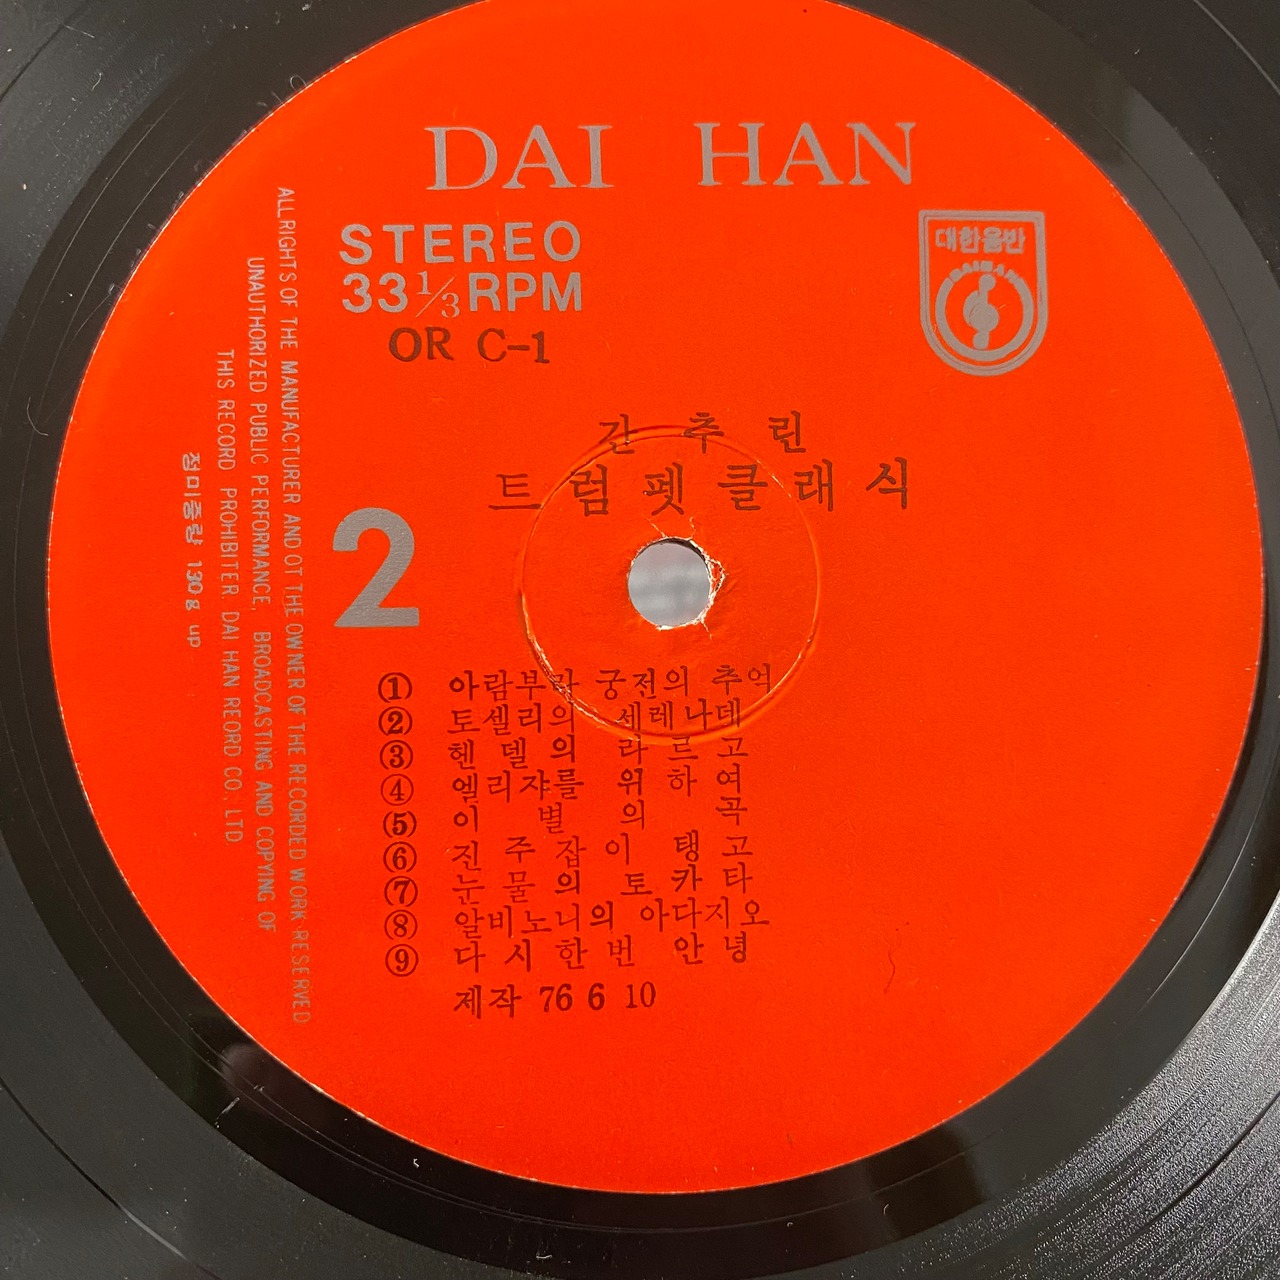 DAI HAN
STEREO
33 1/3 RPM
OR C-1
대한음반
DAIHAN
간추린
트럼펫클래식
2
① 아람부라 궁전의 추억
② 토셀리의 세레나데
③ 헨델의 라르고
④ 엘리쟈를 위하여
⑤ 이별의 곡
⑥ 진주잡이 탱고
⑦ 눈물의 토카타
⑧ 알비노니의 아다지오
⑨ 다시한번 안녕
제작 76 6 10
ALL RIGHTS OF THE MANUFACTURER AND OT THE OWNER OF THE RECORDED WORK RESERVED
UNAUTHORIZED PUBLIC PERFORMANCE, BROADCASTING AND COPYING OF
THIS RECORD PROHIBITER DAI HAN REORD CO., LTD
정미중량 130g up